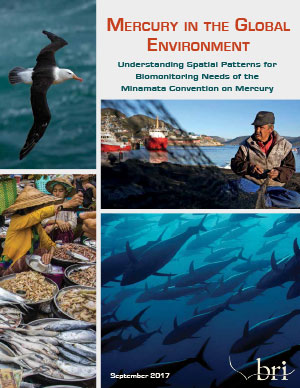 MERCURY IN THE GLOBAL
ENVIRONMENT
Understanding Spatial Patterns for
Biomonitoring Needs of the
Minamata Convention on Mercury
September 2017
bri